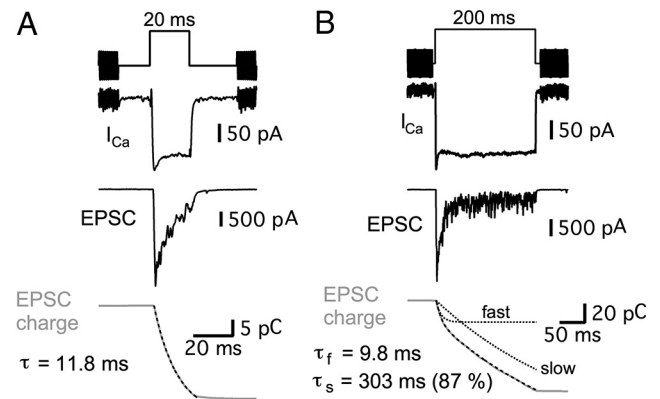 A
20 ms
I Ca
50 pA
EPSC
500 pA
EPSC
charge
5 pC
20 ms
τ = 11.8 ms
B
200 ms
I Ca
50 pA
EPSC
500 pA
EPSC
charge
fast
20 pC
50 ms
slow
τf = 9.8 ms
τs = 303 ms (87 %)